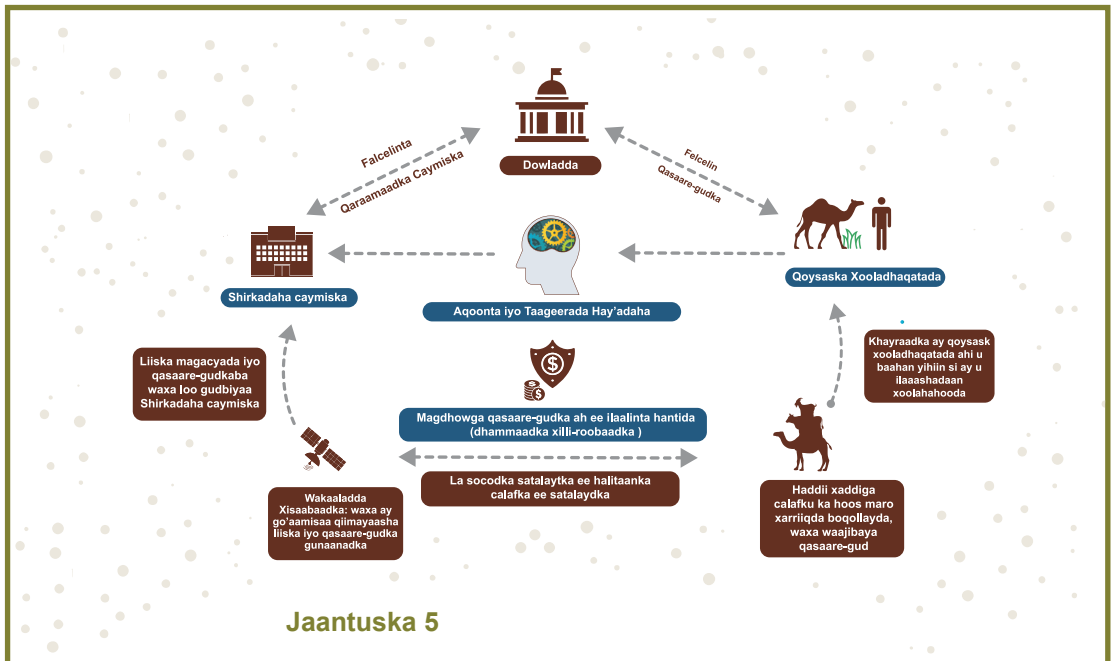 Dowladda
Falcelinta
Qaraamaadka Caymiska
Felcelin
Qasaare-gudka
Shirkadaha caymiska
Aqoonta iyo Taageerada Hay'adaha
Qoysaska Xooladhaqatada
Liiska magacyada iyo
qasaare-gudkaba
waxa loo gudbiyaa
Shirkadaha caymiska
Khayraadka ay qoysask
xooladhaqatada ahi u
baahan yihiin si ay u
ilaaashadaan
xoolahahooda
Magdhowga qasaare-gudka ah ee ilaalinta hantida
(dhammaadka xilli-roobaadka )
La socodka satalaytka ee halitaanka
calafka ee satalaydka
Wakaaladda
Xisaabaadka: waxa ay
go'aamisaa qiimayaasha
liiska iyo qasaare-gudka
gunaanadka
Haddii xaddiga
calafku ka hoos maro
xarriiqda boqollayda,
waxa waajibaya
qasaare-gud
Jaantuska 5